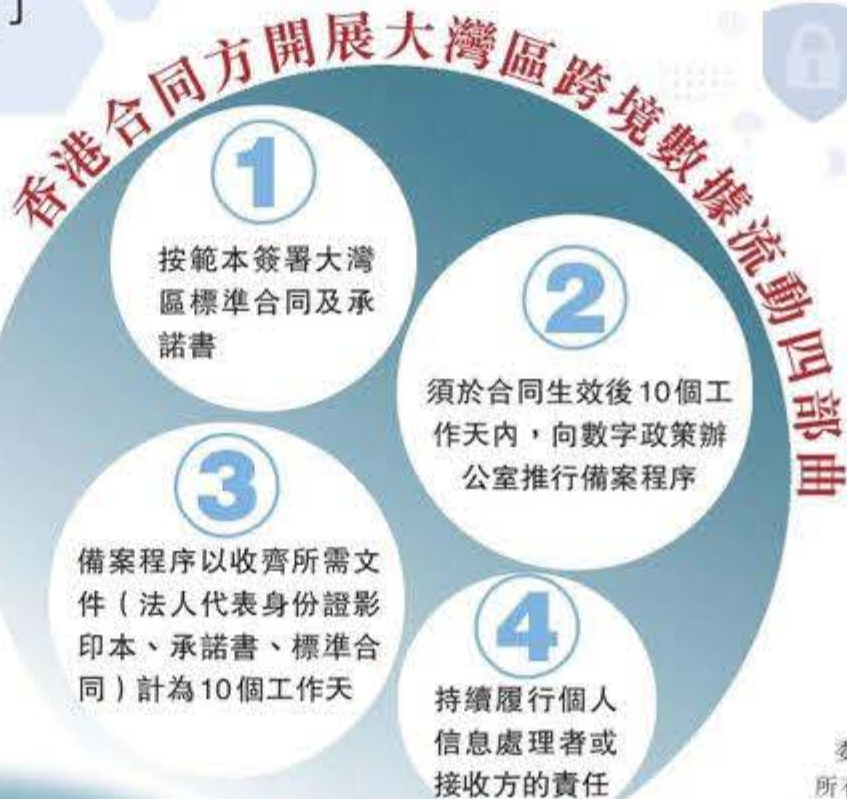 香港合同方開展大灣區跨境數據流動四部曲
1
按範本簽署大灣
區標準合同及承
諾書
2
須於合同生效後10個工
作天內，向數字政策辦
公室推行備案程序
3
備案程序以收齊所需文
件（法人代表身份證影
印本、承諾書、標準合
同）計為10個工作天
4
持續履行個人
信息處理者或
接收方的責任